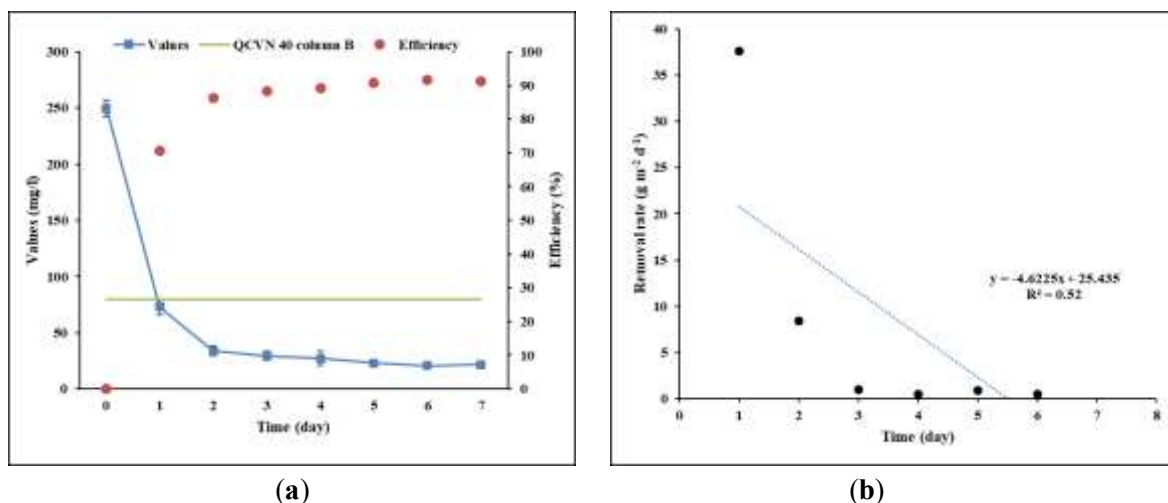 Values QCVN 40 column B Efficiency
300
250
200
150
100
50
0
100
90
80
70
60
50
40
30
20
10
0
0 1 2 3 4 5 6 7
Values (mg/l)
Efficiency (%)
Time (day)
(a)
40
35
30
25
20
15
10
5
0
0 1 2 3 4 5 6 7 8
Removal rate (g m⁻² d⁻¹)
y = -4.6225x + 25.435
R² = 0.52
Time (day)
(b)